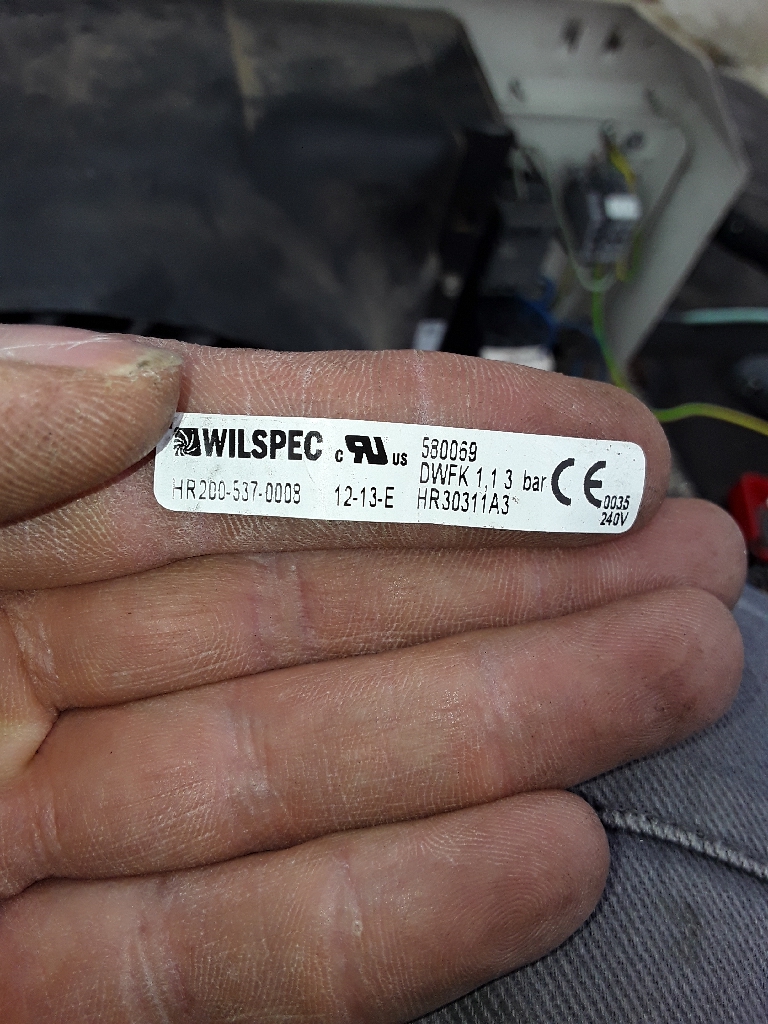 WILSPEC c RU US 580069
DWFK 1,1 3 bar CE 0035
HR200-537-0008 12-13-E HR30311A3 240V